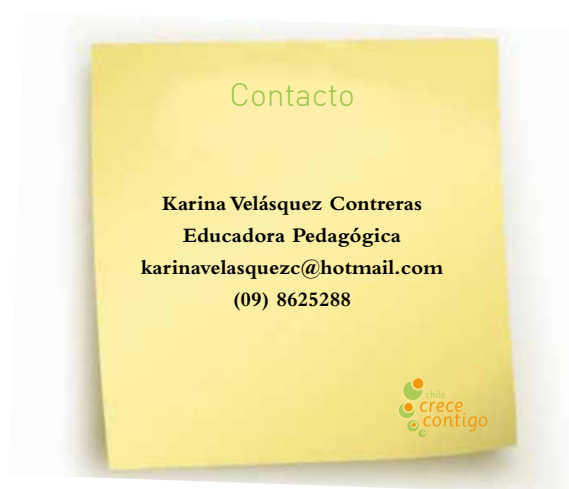 Contacto
Karina Velásquez Contreras
Educadora Pedagógica
karinavelasquezc@hotmail.com
(09) 8625288
chile
crece
contigo